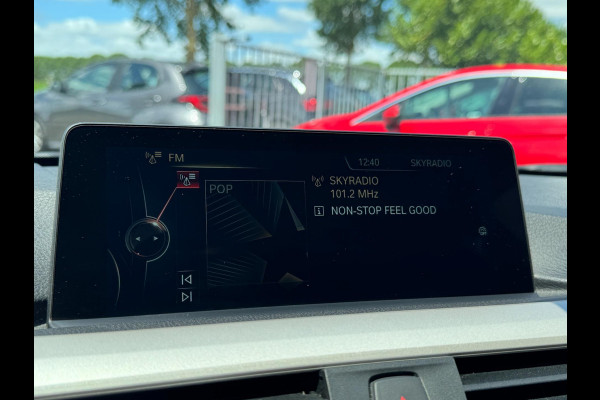 FM
12:40
SKYRADIO
POP
SKYRADIO
101.2 MHz
NON-STOP FEEL GOOD